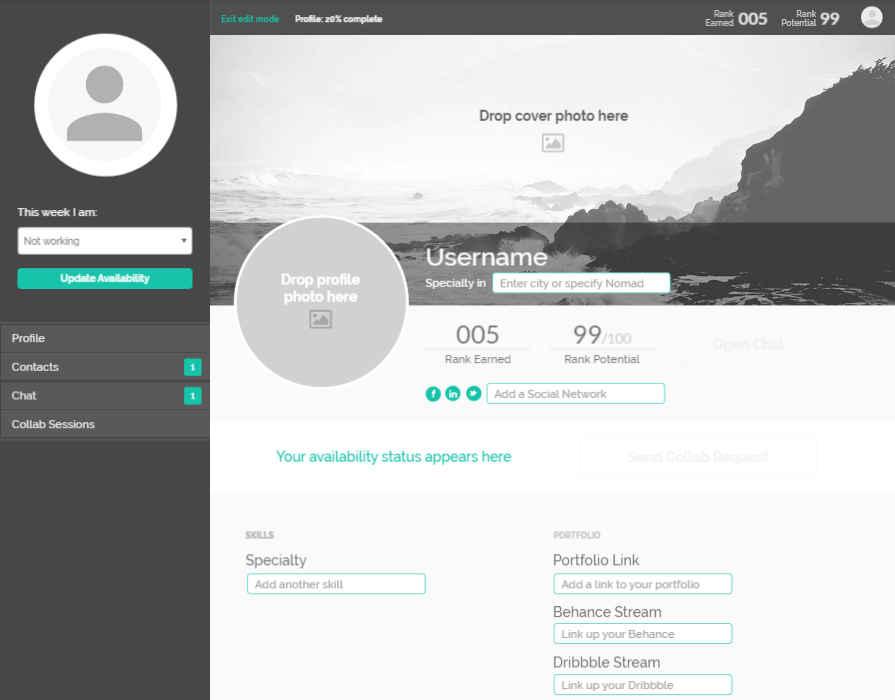 Exit edit mode
Profile: 20% complete
Rank Earned 005
Rank Potential 99
This week I am:
Not working
Update Availability
Profile
Contacts 1
Chat 1
Collab Sessions
Drop cover photo here
Drop profile
photo here
Username
Specialty in Enter city or specify Nomad
005
Rank Earned
99/100
Rank Potential
Open Chat
f in Add a Social Network
Your availability status appears here
Send Collab Request
SKILLS
Specialty
Add another skill
PORTFOLIO
Portfolio Link
Add a link to your portfolio
Behance Stream
Link up your Behance
Dribbble Stream
Link up your Dribbble